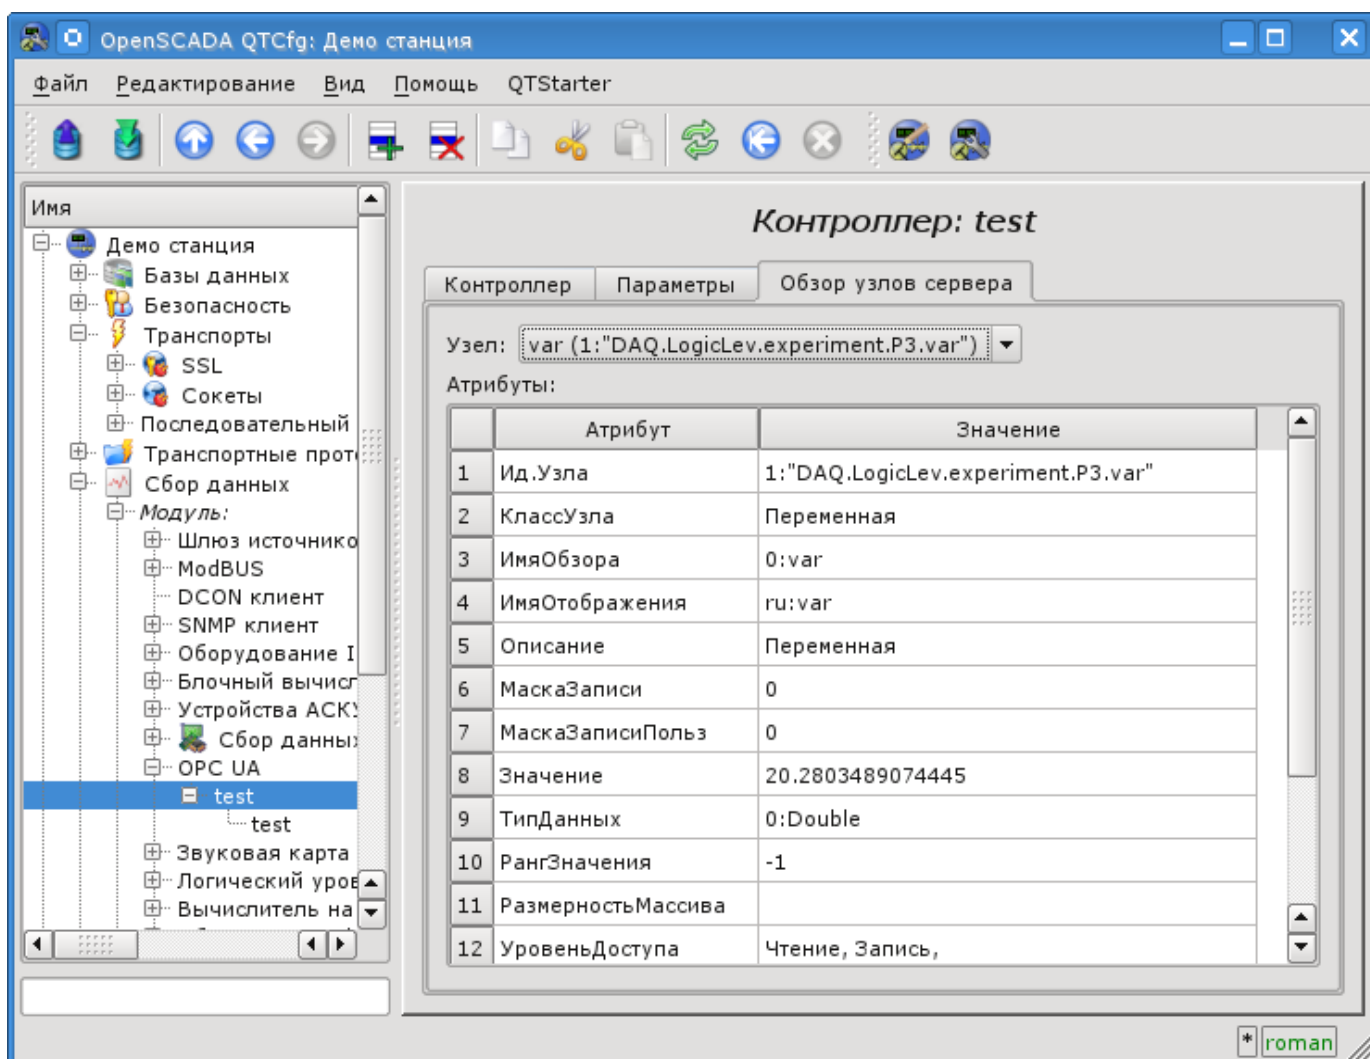 OpenSCADA QTCfg: Демо станция
Файл Редактирование Вид Помощь QTStarter
Имя
Демо станция
Базы данных
Безопасность
Транспорты
SSL
Сокеты
Последовательный
Транспортные прот
Сбор данных
Модуль:
Шлюз источнико
ModBUS
DCON клиент
SNMP клиент
Оборудование I
Блочный вычисл
Устройства АСКУ
Сбор данны
OPC UA
test
test
Звуковая карта
Логический уров
Вычислитель на
Контроллер: test
Контроллер Параметры Обзор узлов сервера
Узел: var (1:"DAQ.LogicLev.experiment.P3.var")
Атрибуты:
Атрибут Значение
1 Ид.Узла 1:"DAQ.LogicLev.experiment.P3.var"
2 КлассУзла Переменная
3 ИмяОбзора 0:var
4 ИмяОтображения ru:var
5 Описание Переменная
6 МаскаЗаписи 0
7 МаскаЗаписиПольз 0
8 Значение 20.2803489074445
9 ТипДанных 0:Double
10 РангЗначения -1
11 РазмерностьМассива
12 УровеньДоступа Чтение, Запись,
* roman